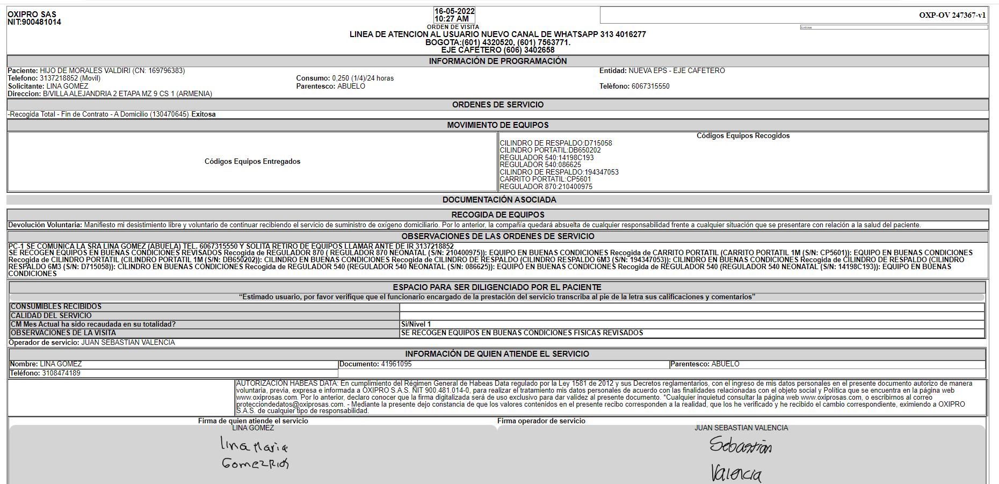 OXIPRO SAS
NIT:900481014
16-05-2022
10:27 AM
OXP-OV 247367-v1
Exitosa
ORDEN DE VISITA
LINEA DE ATENCION AL USUARIO NUEVO CANAL DE WHATSAPP 313 4016277
BOGOTA:(601) 4320520, (601) 7563771.
EJE CAFETERO (606) 3402658
INFORMACIÓN DE PROGRAMACIÓN
Paciente: HIJO DE MORALES VALDIRI (CN: 169796383) Entidad: NUEVA EPS - EJE CAFETERO
Telefono: 3137218852 (Movil) Consumo: 0,250 (1/4)/24 horas
Solicitante: LINA GOMEZ Parentesco: ABUELO Telèfono: 6067315550
Direccion: B/VILLA ALEJANDRIA 2 ETAPA MZ 9 CS 1 (ARMENIA)
ORDENES DE SERVICIO
-Recogida Total - Fin de Contrato - A Domicilio (130470645) Exitosa
MOVIMIENTO DE EQUIPOS
Códigos Equipos Entregados
Códigos Equipos Recogidos
CILINDRO DE RESPALDO:D715058
CILINDRO PORTATIL:DB650202
REGULADOR 540:14198C193
REGULADOR 540:086625
CILINDRO DE RESPALDO:194347053
CARRITO PORTATIL:CP5601
REGULADOR 870:210400975
DOCUMENTACIÓN ASOCIADA
RECOGIDA DE EQUIPOS
Devolución Voluntaria: Manifiesto mi desistimiento libre y voluntario de continuar recibiendo el servicio de suministro de oxígeno domiciliario. Por lo anterior, la compañía quedará absuelta de cualquier responsabilidad frente a cualquier situación que se presentare con relación a la salud del paciente.
OBSERVACIONES DE LAS ORDENES DE SERVICIO
PC-1 SE COMUNICA LA SRA LINA GOMEZ (ABUELA) TEL. 6067315550 Y SOLITA RETIRO DE EQUIPOS LLAMAR ANTE DE IR 3137218852
SE RECOGEN EQUIPOS EN BUENAS CONDICIONES REVISADOS Recogida de REGULADOR 870 ( REGULADOR 870 NEONATAL (S/N: 210400975)): EQUIPO EN BUENAS CONDICIONES Recogida de CARRITO PORTATIL (CARRITO PORTATIL 1M (S/N: CP5601)): EQUIPO EN BUENAS CONDICIONES
Recogida de CILINDRO PORTATIL (CILINDRO PORTATIL 1M (S/N: DB650202)): CILINDRO EN BUENAS CONDICIONES Recogida de CILINDRO DE RESPALDO (CILINDRO RESPALDO 6M3 (S/N: 194347053)): CILINDRO EN BUENAS CONDICIONES Recogida de CILINDRO DE RESPALDO (CILINDRO
RESPALDO 6M3 (S/N: D715058)): CILINDRO EN BUENAS CONDICIONES Recogida de REGULADOR 540 (REGULADOR 540 NEONATAL (S/N: 086625)): EQUIPO EN BUENAS CONDICIONES Recogida de REGULADOR 540 (REGULADOR 540 NEONATAL (S/N: 14198C193)): EQUIPO EN BUENAS
CONDICIONES
ESPACIO PARA SER DILIGENCIADO POR EL PACIENTE
“Estimado usuario, por favor verifique que el funcionario encargado de la prestación del servicio transcriba al pie de la letra sus calificaciones y comentarios”
CONSUMIBLES RECIBIDOS
CALIDAD DEL SERVICIO
CM Mes Actual ha sido recaudada en su totalidad? Si/Nivel 1
OBSERVACIONES DE LA VISITA SE RECOGEN EQUIPOS EN BUENAS CONDICIONES FISICAS REVISADOS
Operador de servicio: JUAN SEBASTIAN VALENCIA
INFORMACIÓN DE QUIEN ATIENDE EL SERVICIO
Nombre: LINA GOMEZ Documento: 41961095 Parentesco: ABUELO
Teléfono: 3108474189
AUTORIZACIÓN HABEAS DATA: En cumplimiento del Régimen General de Habeas Data regulado por la Ley 1581 de 2012 y sus Decretos reglamentarios, con el ingreso de mis datos personales en el presente documento autorizo de manera
voluntaria, previa, expresa e informada a OXIPRO S.A.S. NIT 900.481.014-0, para realizar el tratamiento mis datos personales de acuerdo con las finalidades relacionadas con el objeto social y Política que se encuentra en la página web
www.oxiprosas.com. Por lo anterior, declaro conocer que la firma digitalizada será de uso exclusivo para dar validez al presente documento. *Cualquier inquietud consultar la página web www.oxiprosas.com, o escribirnos al correo
protecciondedatos@oxiprosas.com. - Mediante la presente dejo constancia de que los valores contenidos en el presente recibo corresponden a la realidad, que los he verificado y he recibido el cambio correspondiente, eximiendo a OXIPRO
S.A.S. de cualquier tipo de responsabilidad.
Firma de quien atiende el servicio
LINA GOMEZ
Lina Maria
Gomez Rios
Firma operador de servicio
JUAN SEBASTIAN VALENCIA
Sebastián
Valencia